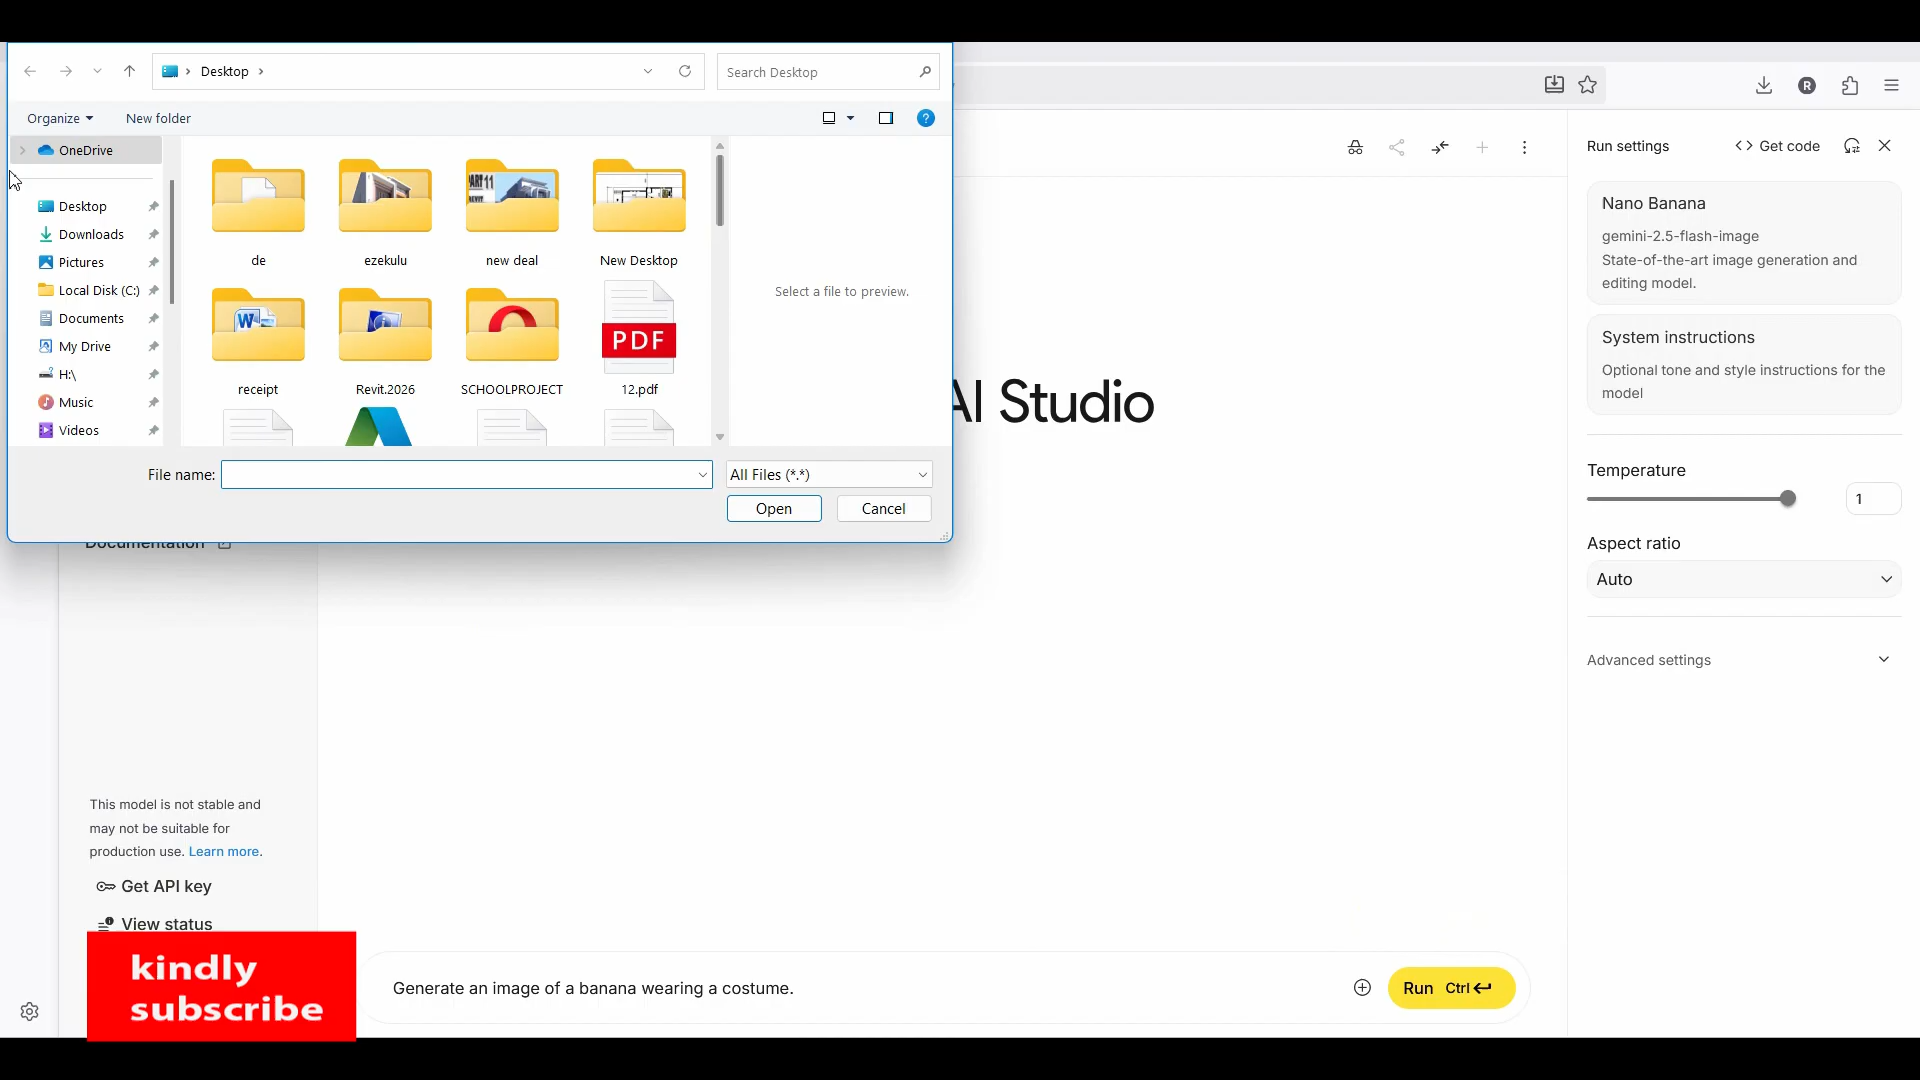 Desktop
Search Desktop
Organize
New folder
OneDrive
Desktop
Downloads
Pictures
Local Disk (C:)
Documents
My Drive
H:\
Music
Videos
PART 11
de
ezekulu
new deal
New Desktop
PDF
receipt
Revit.2026
SCHOOLPROJECT
12.pdf
Select a file to preview.
File name:
All Files (*.*)
Open
Cancel
AI Studio
Documentation
This model is not stable and
may not be suitable for
production use. Learn more.
Get API key
View status
kindly
subscribe
Generate an image of a banana wearing a costume.
Run Ctrl
R
Run settings
Get code
Nano Banana
gemini-2.5-flash-image
State-of-the-art image generation and
editing model.
System instructions
Optional tone and style instructions for the
model
Temperature
1
Aspect ratio
Auto
Advanced settings